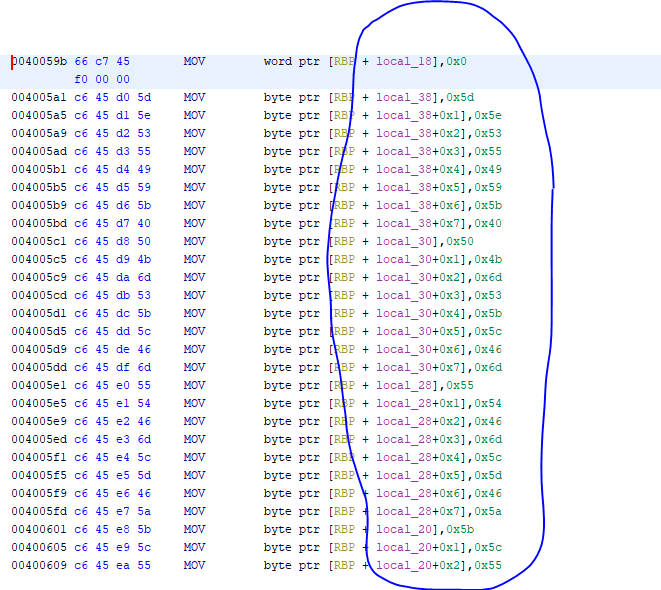 0040059b 66 c7 45 MOV word ptr [RBP + local_18],0x0
f0 00 00
004005a1 c6 45 d0 5d MOV byte ptr [RBP + local_38],0x5d
004005a5 c6 45 d1 5e MOV byte ptr [RBP + local_38+0x1],0x5e
004005a9 c6 45 d2 53 MOV byte ptr [RBP + local_38+0x2],0x53
004005ad c6 45 d3 55 MOV byte ptr [RBP + local_38+0x3],0x55
004005b1 c6 45 d4 49 MOV byte ptr [RBP + local_38+0x4],0x49
004005b5 c6 45 d5 59 MOV byte ptr [RBP + local_38+0x5],0x59
004005b9 c6 45 d6 5b MOV byte ptr [RBP + local_38+0x6],0x5b
004005bd c6 45 d7 40 MOV byte ptr [RBP + local_38+0x7],0x40
004005c1 c6 45 d8 50 MOV byte ptr [RBP + local_30],0x50
004005c5 c6 45 d9 4b MOV byte ptr [RBP + local_30+0x1],0x4b
004005c9 c6 45 da 6d MOV byte ptr [RBP + local_30+0x2],0x6d
004005cd c6 45 db 53 MOV byte ptr [RBP + local_30+0x3],0x53
004005d1 c6 45 dc 5b MOV byte ptr [RBP + local_30+0x4],0x5b
004005d5 c6 45 dd 5c MOV byte ptr [RBP + local_30+0x5],0x5c
004005d9 c6 45 de 46 MOV byte ptr [RBP + local_30+0x6],0x46
004005dd c6 45 df 6d MOV byte ptr [RBP + local_30+0x7],0x6d
004005e1 c6 45 e0 55 MOV byte ptr [RBP + local_28],0x55
004005e5 c6 45 e1 54 MOV byte ptr [RBP + local_28+0x1],0x54
004005e9 c6 45 e2 46 MOV byte ptr [RBP + local_28+0x2],0x46
004005ed c6 45 e3 6d MOV byte ptr [RBP + local_28+0x3],0x6d
004005f1 c6 45 e4 5c MOV byte ptr [RBP + local_28+0x4],0x5c
004005f5 c6 45 e5 5d MOV byte ptr [RBP + local_28+0x5],0x5d
004005f9 c6 45 e6 46 MOV byte ptr [RBP + local_28+0x6],0x46
004005fd c6 45 e7 5a MOV byte ptr [RBP + local_28+0x7],0x5a
00400601 c6 45 e8 5b MOV byte ptr [RBP + local_20],0x5b
00400605 c6 45 e9 5c MOV byte ptr [RBP + local_20+0x1],0x5c
00400609 c6 45 ea 55 MOV byte ptr [RBP + local_20+0x2],0x55